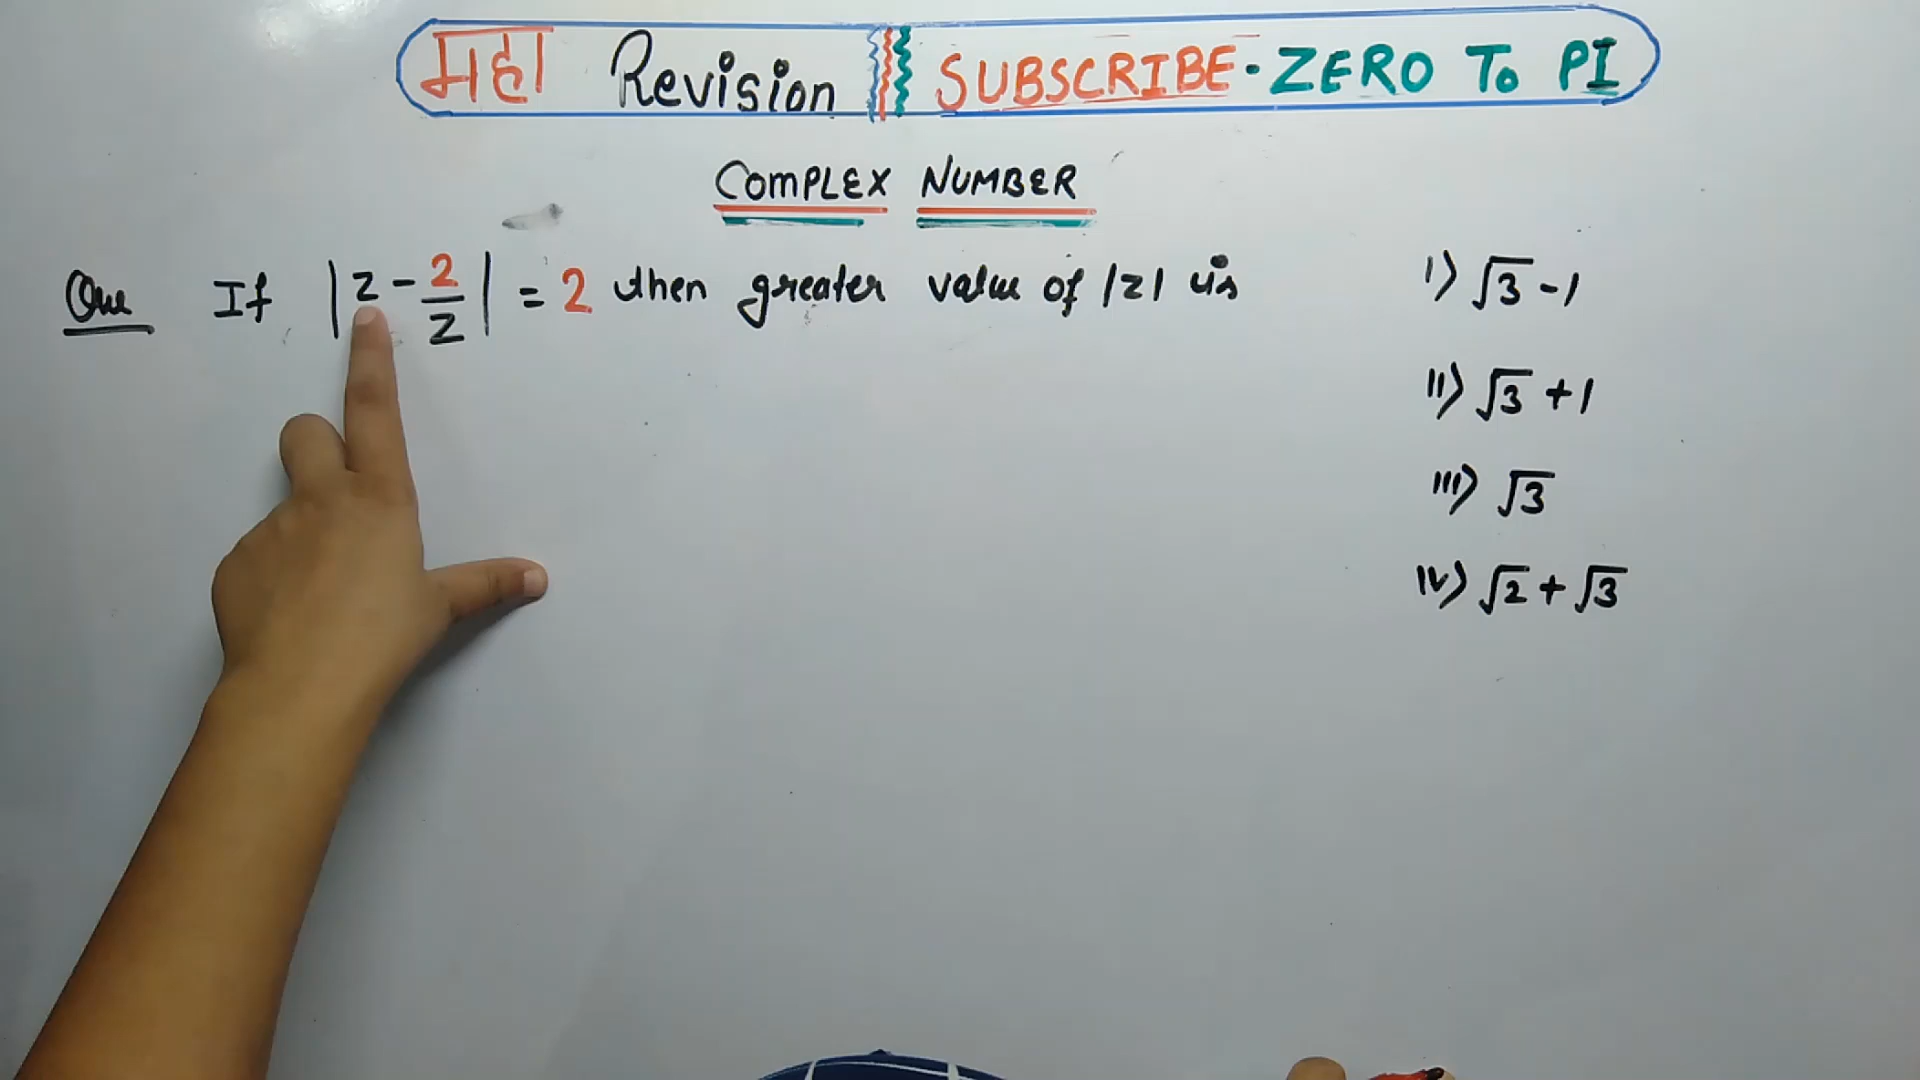 महा Revision SUBSCRIBE·ZERO To PI
COMPLEX NUMBER
Que If |z - 2/z| = 2 then greater value of |z| is
I) √3 - 1
II) √3 + 1
III) √3
IV) √2 + √3